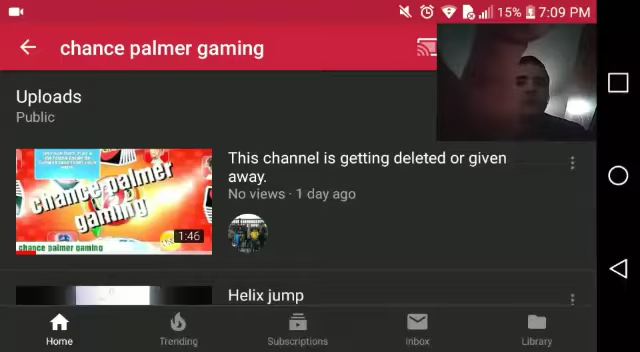 15% 7:09 PM
chance palmer gaming
Uploads
Public
chance palmer
gaming
1:46
chance palmer gaming
This channel is getting deleted or given
away.
No views · 1 day ago
Helix jump
Home
Trending
Subscriptions
Inbox
Library